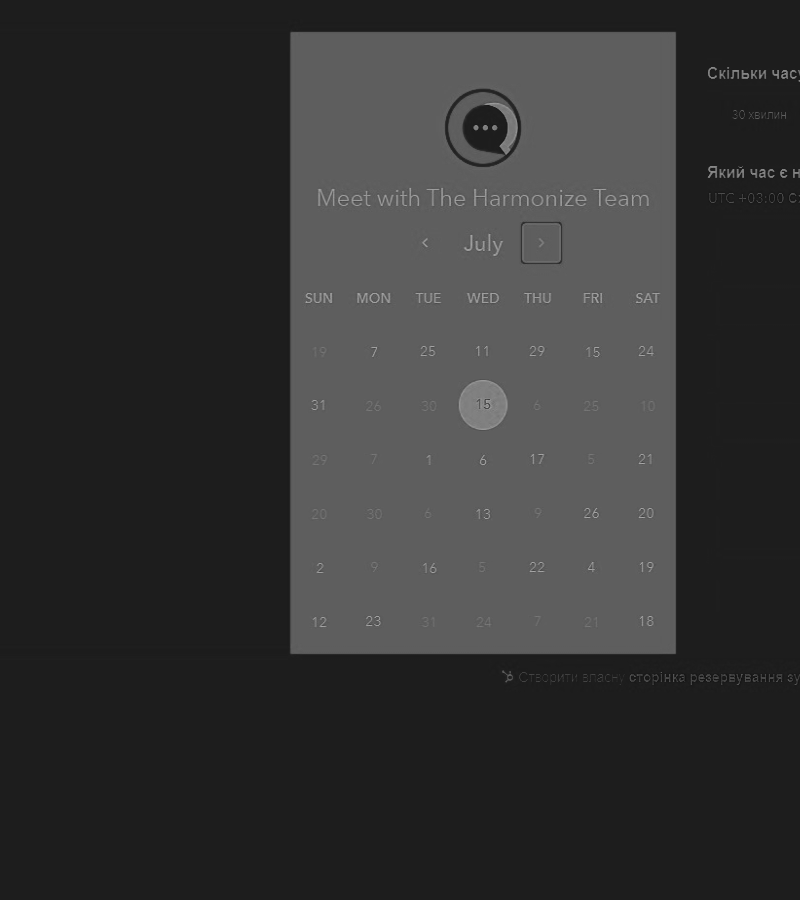 Meet with The Harmonize Team
July
SUN MON TUE WED THU FRI SAT
19 7 25 11 29 15 24
31 26 30 15 6 25 10
29 7 1 6 17 5 21
20 30 6 13 9 26 20
2 9 16 5 22 4 19
12 23 31 24 7 21 18
Скільки часу
30 хвилин
Який час є н
UTC +03:00
Створити власну сторінка резервування зу